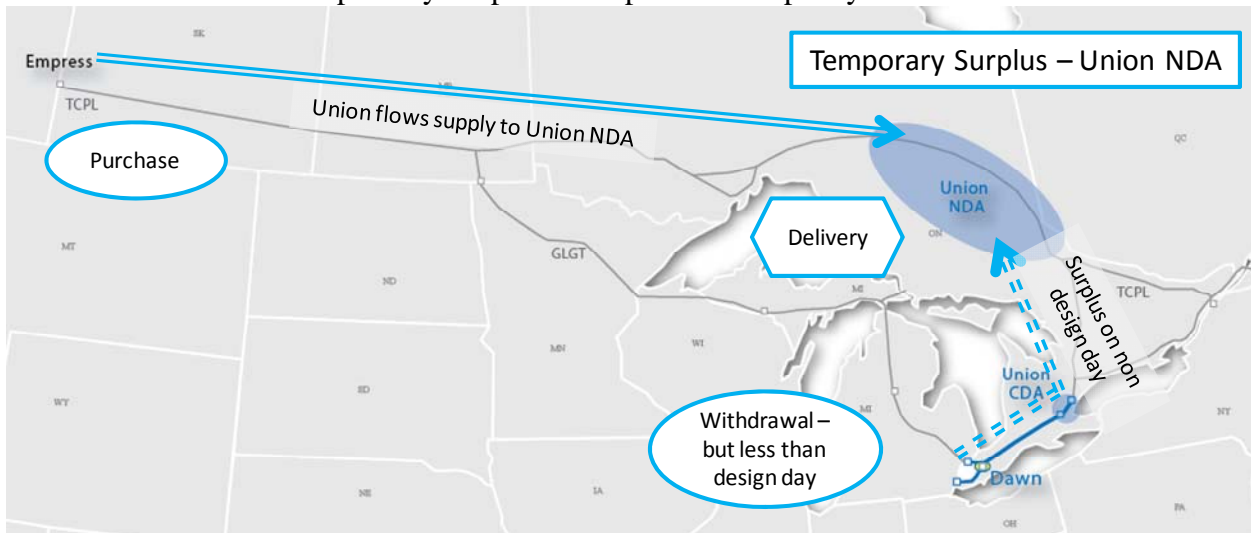 SK
Empress
Temporary Surplus – Union NDA
TCPL
Union flows supply to Union NDA
Purchase
QC
Union
NDA
Delivery
ON
MT
GLGT
ND
MI
TCPL
Surplus on non
design day
MN
WI
SD
Union
CDA
WY
MI
NY
Withdrawal –
but less than
design day
Dawn
NE
IA
PA
OH